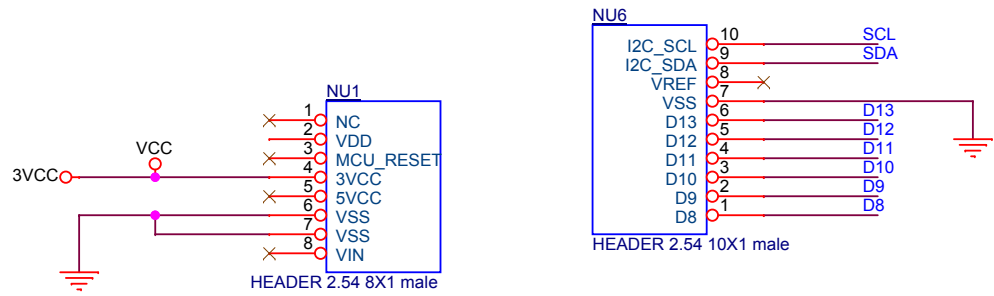 NU1
1 NC
2 VDD
3 MCU_RESET
VCC
3VCC 4 3VCC
5 5VCC
6 VSS
7 VSS
8 VIN
HEADER 2.54 8X1 male
NU6
I2C_SCL 10 SCL
I2C_SDA 9 SDA
VREF 8
VSS 7
D13 6 D13
D12 5 D12
D11 4 D11
D10 3 D10
D9 2 D9
D8 1 D8
HEADER 2.54 10X1 male